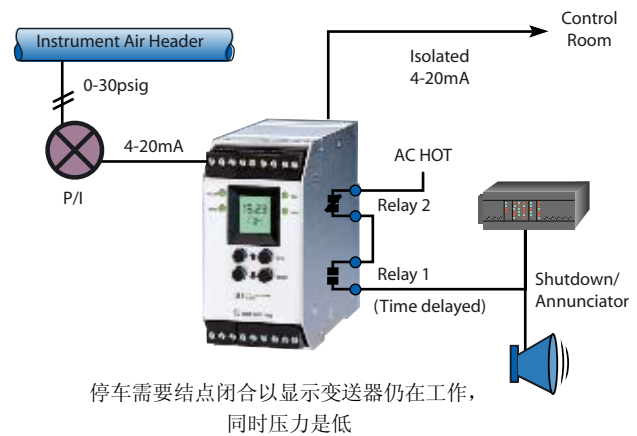 Instrument Air Header
Control
Room
Isolated
4-20mA
0-30psig
4-20mA
P/I
AC HOT
Relay 2
Relay 1
(Time delayed)
Shutdown/
Annunciator
停车需要结点闭合以显示变送器仍在工作，
同时压力是低